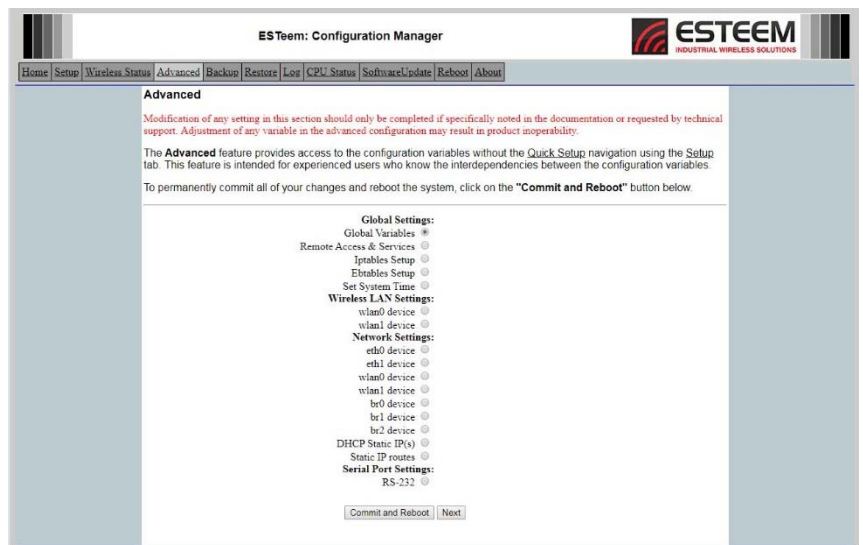 ESTeem: Configuration Manager
ESTEEM
INDUSTRIAL WIRELESS SOLUTIONS
Home Setup Wireless Status Advanced Backup Restore Log CPU Status SoftwareUpdate Reboot About
Advanced
Modification of any setting in this section should only be completed if specifically noted in the documentation or requested by technical
support. Adjustment of any variable in the advanced configuration may result in product inoperability.
The Advanced feature provides access to the configuration variables without the Quick Setup navigation using the Setup
tab. This feature is intended for experienced users who know the interdependencies between the configuration variables.
To permanently commit all of your changes and reboot the system, click on the "Commit and Reboot" button below.
Global Settings:
Global Variables
Remote Access & Services
Iptables Setup
Ebtables Setup
Set System Time
Wireless LAN Settings:
wlan0 device
wlan1 device
Network Settings:
eth0 device
eth1 device
wlan0 device
wlan1 device
br0 device
br1 device
br2 device
DHCP Static IP(s)
Static IP routes
Serial Port Settings:
RS-232
Commit and Reboot Next